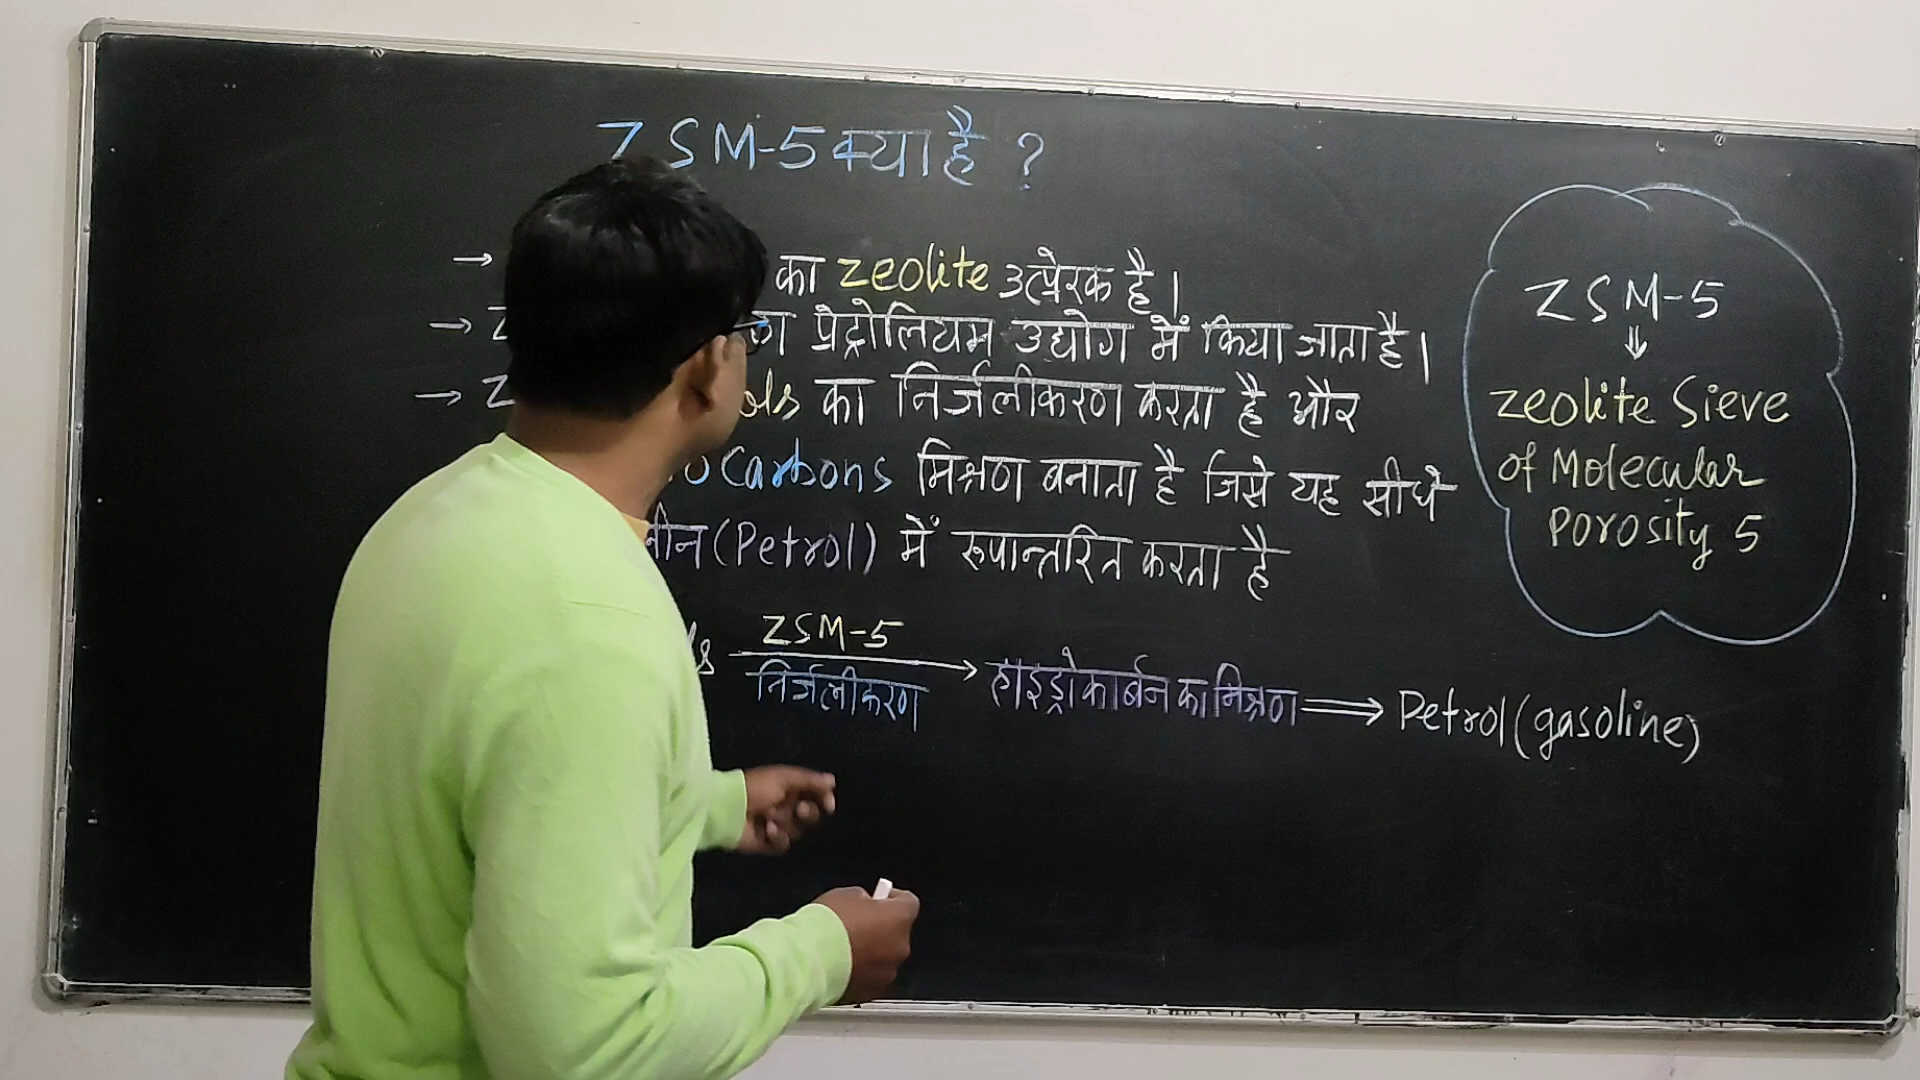 ZSM-5 क्या है ?
→ का zeolite उत्प्रेरक है।
→ Z का पेट्रोलियम उद्योग में किया जाता है।
→ Z ols का निर्जलीकरण करता है और
o Carbons मिश्रण बनाता है जिसे यह सीधे
लीन (Petrol) में रूपान्तरित करता है
ls ZSM-5
निर्जलीकरण → हाइड्रोकार्बन का मिश्रण ⟹ Petrol (gasoline)
ZSM-5
⇓
Zeolite Sieve
of Molecular
Porosity 5